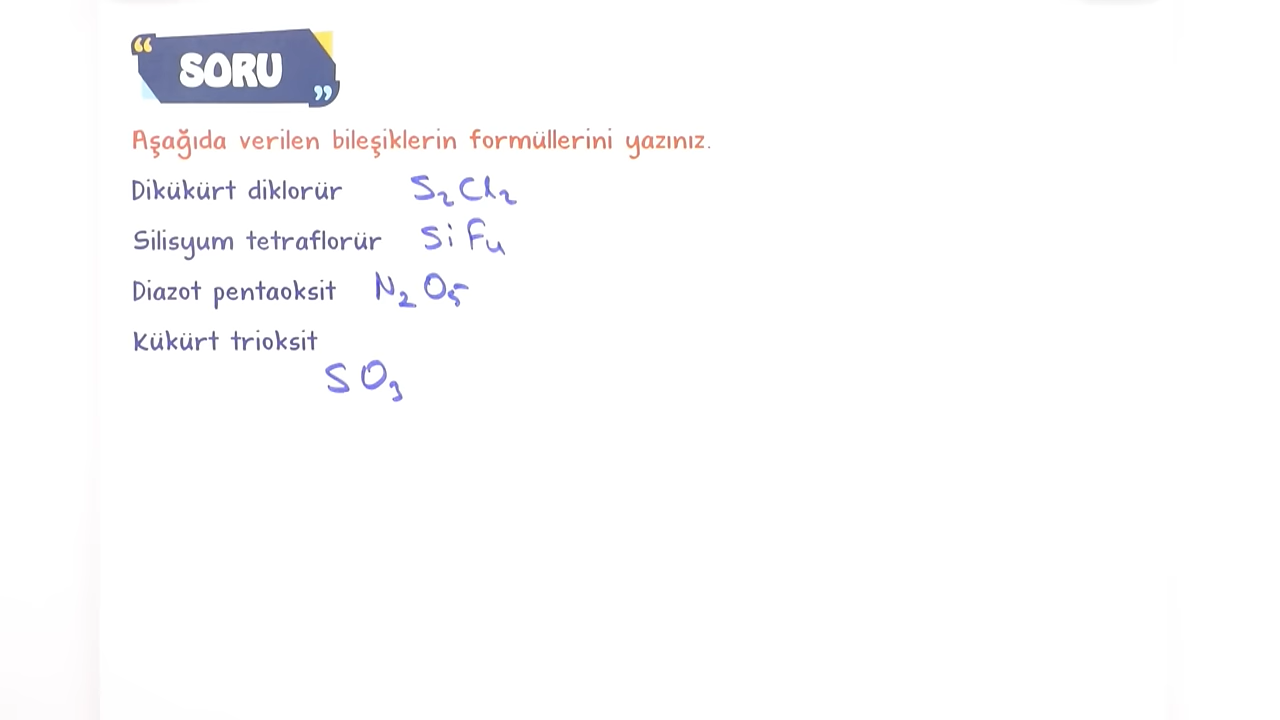 “ SORU ”
Aşağıda verilen bileşiklerin formüllerini yazınız.
Dikükürt diklorür S₂Cl₂
Silisyum tetraflorür SiF₄
Diazot pentaoksit N₂O₅
Kükürt trioksit
SO₃